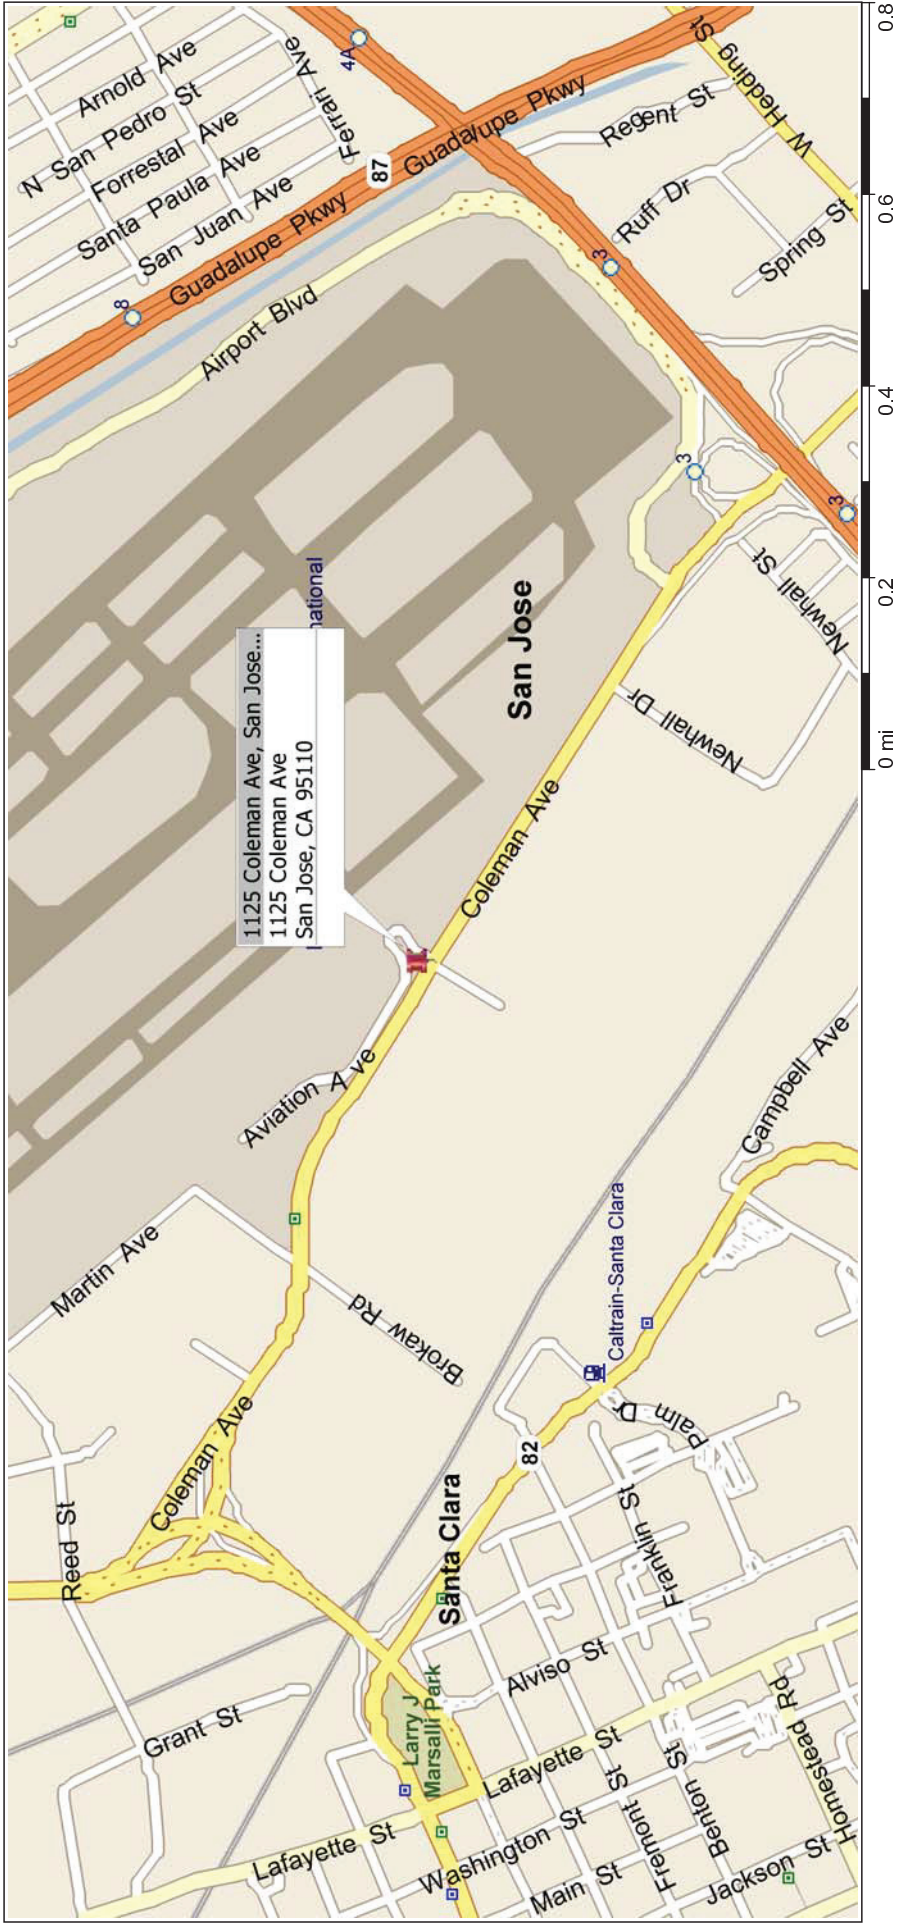 Reed St
Coleman Ave
Martin Ave
Aviation A ve
Airport Blvd
Guadalupe Pkwy
8
San Juan Ave
Santa Paula Ave
Forrestal Ave
N San Pedro St
Arnold Ave
Ferrari Ave
4A
87
Guadalupe Pkwy
Grant St
Brokaw Rd
1125 Coleman Ave, San Jose...
1125 Coleman Ave
San Jose, CA 95110
national
Lafayette St
Larry J
Marsalli Park
Santa Clara
82
Coleman Ave
San Jose
Washington St
Lafayette St
Alviso St
Main St
Fremont St
Franklin St
Palm Dr
Caltrain-Santa Clara
Newhall Dr
3
3
Ruff Dr
Regent St
W Hedding St
Spring St
Benton St
Jackson St
Homestead Rd
Campbell Ave
Newhall St
Newhall
3
0 mi
0.2
0.4
0.6
0.8